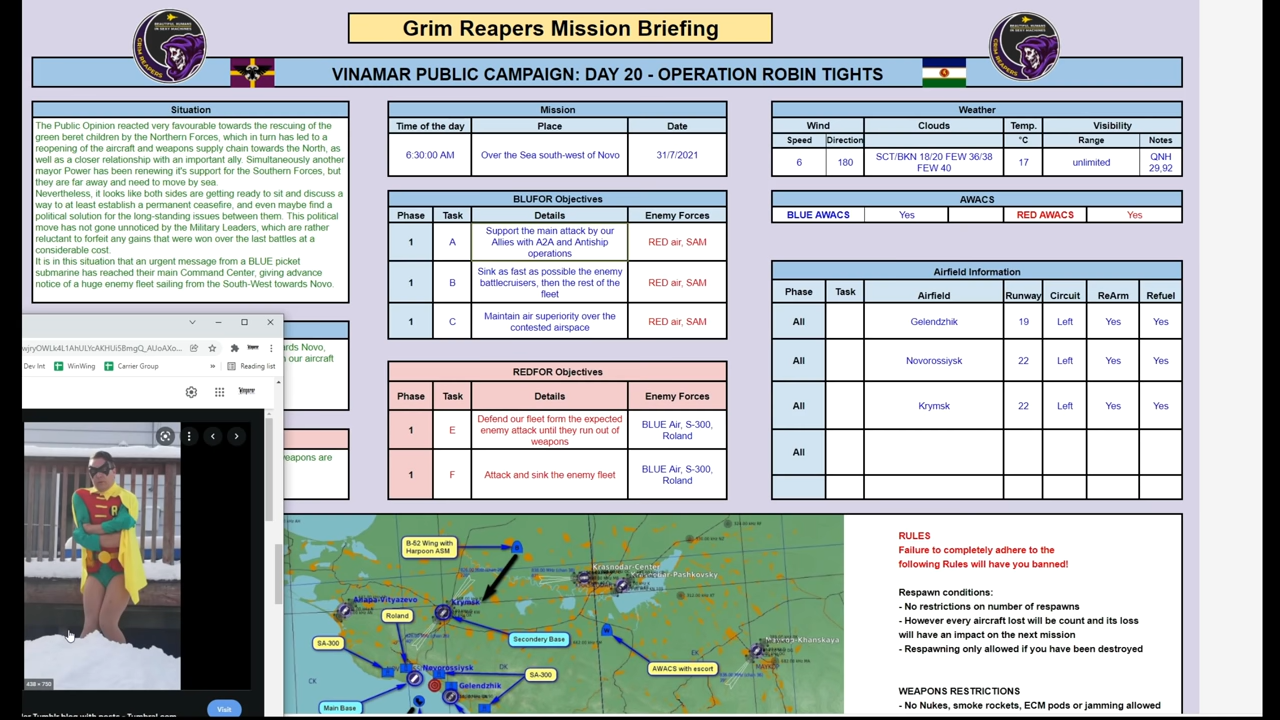 Grim Reapers Mission Briefing
GRIM REAPERS
GRIM REAPERS
VINAMAR PUBLIC CAMPAIGN: DAY 20 - OPERATION ROBIN TIGHTS
Situation
The Public Opinion reacted very favourable towards the rescuing of the
green beret children by the Northern Forces, which in turn has led to a
reopening of the aircraft and weapons supply chain towards the North, as
well as a closer relationship with an important ally. Simultaneously another
mayor Power has been renewing it's support for the Southern Forces, but
they are far away and need to move by sea.
Nevertheless, it looks like both sides are getting ready to sit and discuss a
way to at least establish a permanent ceasefire, and even maybe find a
political solution for the long-standing issues between them. This political
move has not gone unnoticed by the Military Leaders, which are rather
reluctant to forfeit any gains that were won over the last battles at a
considerable cost.
It is in this situation that an urgent message from a BLUE picket
submarine has reached their main Command Center, giving advance
notice of a huge enemy fleet sailing from the South-West towards Novo.
rds Novo,
our aircraft
eapons are
Dev Int WinWing Carrier Group » Reading list
438 × 750
Visit
Mission
Time of the day Place Date
6:30:00 AM Over the Sea south-west of Novo 31/7/2021
BLUFOR Objectives
Phase Task Details Enemy Forces
1 A Support the main attack by our Allies with A2A and Antiship operations RED air, SAM
1 B Sink as fast as possible the enemy battlecruisers, then the rest of the fleet RED air, SAM
1 C Maintain air superiority over the contested airspace RED air, SAM
REDFOR Objectives
Phase Task Details Enemy Forces
1 E Defend our fleet form the expected enemy attack until they run out of weapons BLUE Air, S-300, Roland
1 F Attack and sink the enemy fleet BLUE Air, S-300, Roland
Weather
Wind Clouds Temp. Visibility
Speed Direction °C Range Notes
6 180 SCT/BKN 18/20 FEW 36/38 FEW 40 17 unlimited QNH 29,92
AWACS
BLUE AWACS Yes RED AWACS Yes
Airfield Information
Phase Task Airfield Runway Circuit ReArm Refuel
All Gelendzhik 19 Left Yes Yes
All Novorossiysk 22 Left Yes Yes
All Krymsk 22 Left Yes Yes
All
B-52 Wing with
Harpoon ASM
Krasnodar-Center
Krasnodar-Pashkovsky
Anapa-Vityazevo
Krymsk
Roland
SA-300
Secondery Base
Maykop-Khanskaya
AWACS with escort
Novorossiysk
SA-300
Gelendzhik
Main Base
RULES
Failure to completely adhere to the
following Rules will have you banned!
Respawn conditions:
- No restrictions on number of respawns
- However every aircraft lost will be count and its loss
will have an impact on the next mission
- Respawning only allowed if you have been destroyed
WEAPONS RESTRICTIONS
- No Nukes, smoke rockets, ECM pods or jamming allowed